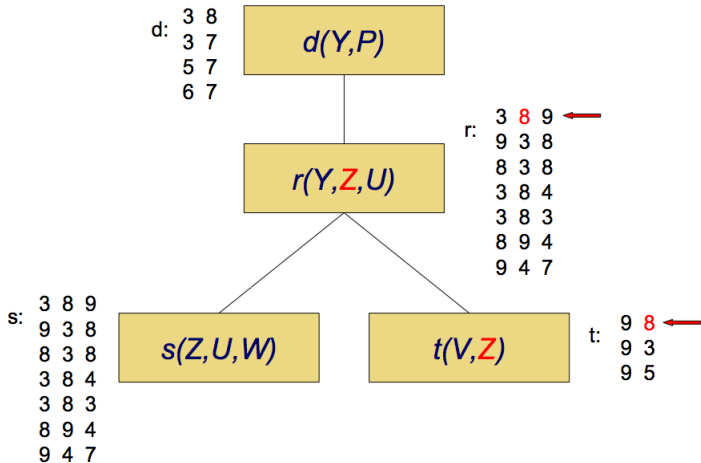 d:
3 8
3 7
5 7
6 7
d(Y,P)
r:
3 8 9
9 3 8
8 3 8
3 8 4
3 8 3
8 9 4
9 4 7
r(Y,Z,U)
s:
3 8 9
9 3 8
8 3 8
3 8 4
3 8 3
8 9 4
9 4 7
s(Z,U,W)
t(V,Z)
t:
9 8
9 3
9 5